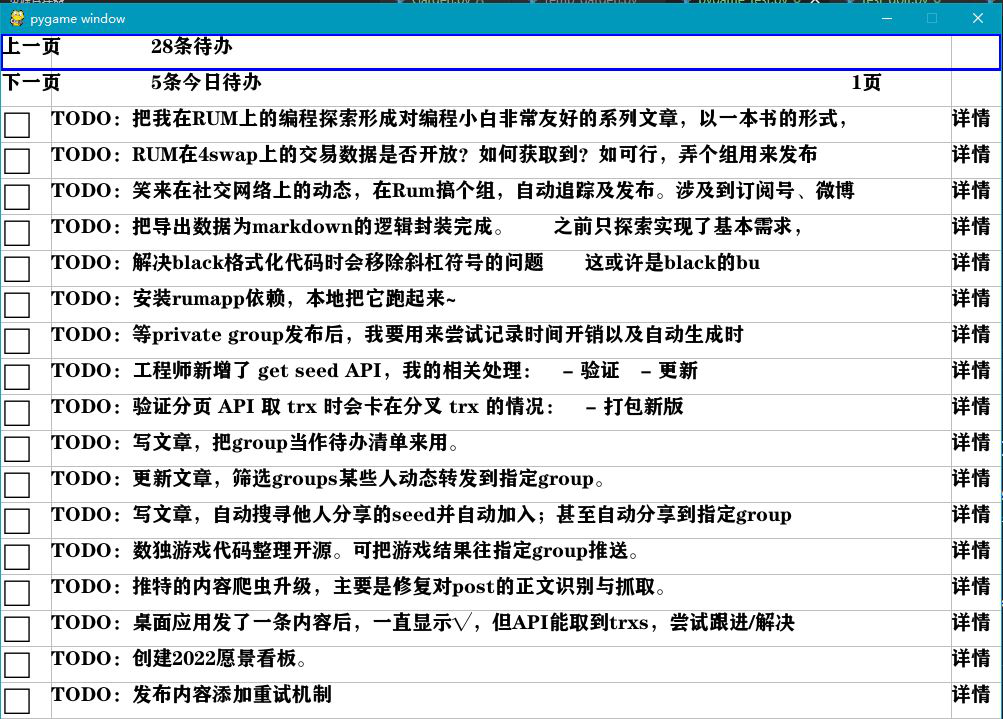 pygame window
上一页 28条待办
下一页 5条今日待办 1页
TODO：把我在RUM上的编程探索形成对编程小白非常友好的系列文章，以一本书的形式， 详情
TODO：RUM在4swap上的交易数据是否开放？如何获取到？如可行，弄个组用来发布 详情
TODO：笑来在社交网络上的动态，在Rum搞个组，自动追踪及发布。涉及到订阅号、微博 详情
TODO：把导出数据为markdown的逻辑封装完成。 之前只探索实现了基本需求， 详情
TODO：解决black格式化代码时会移除斜杠符号的问题 这或许是black的bu 详情
TODO：安装rumapp依赖，本地把它跑起来~ 详情
TODO：等private group发布后，我要用来尝试记录时间开销以及自动生成时 详情
TODO：工程师新增了 get seed API，我的相关处理： - 验证 - 更新 详情
TODO：验证分页 API 取 trx 时会卡在分叉 trx 的情况： - 打包新版 详情
TODO：写文章，把group当作待办清单来用。 详情
TODO：更新文章，筛选groups某些人动态转发到指定group。 详情
TODO：写文章，自动搜寻他人分享的seed并自动加入；甚至自动分享到指定group 详情
TODO：数独游戏代码整理开源。可把游戏结果往指定group推送。 详情
TODO：推特的内容爬虫升级，主要是修复对post的正文识别与抓取。 详情
TODO：桌面应用发了一条内容后，一直显示√，但API能取到trxs，尝试跟进/解决 详情
TODO：创建2022愿景看板。 详情
TODO：发布内容添加重试机制 详情